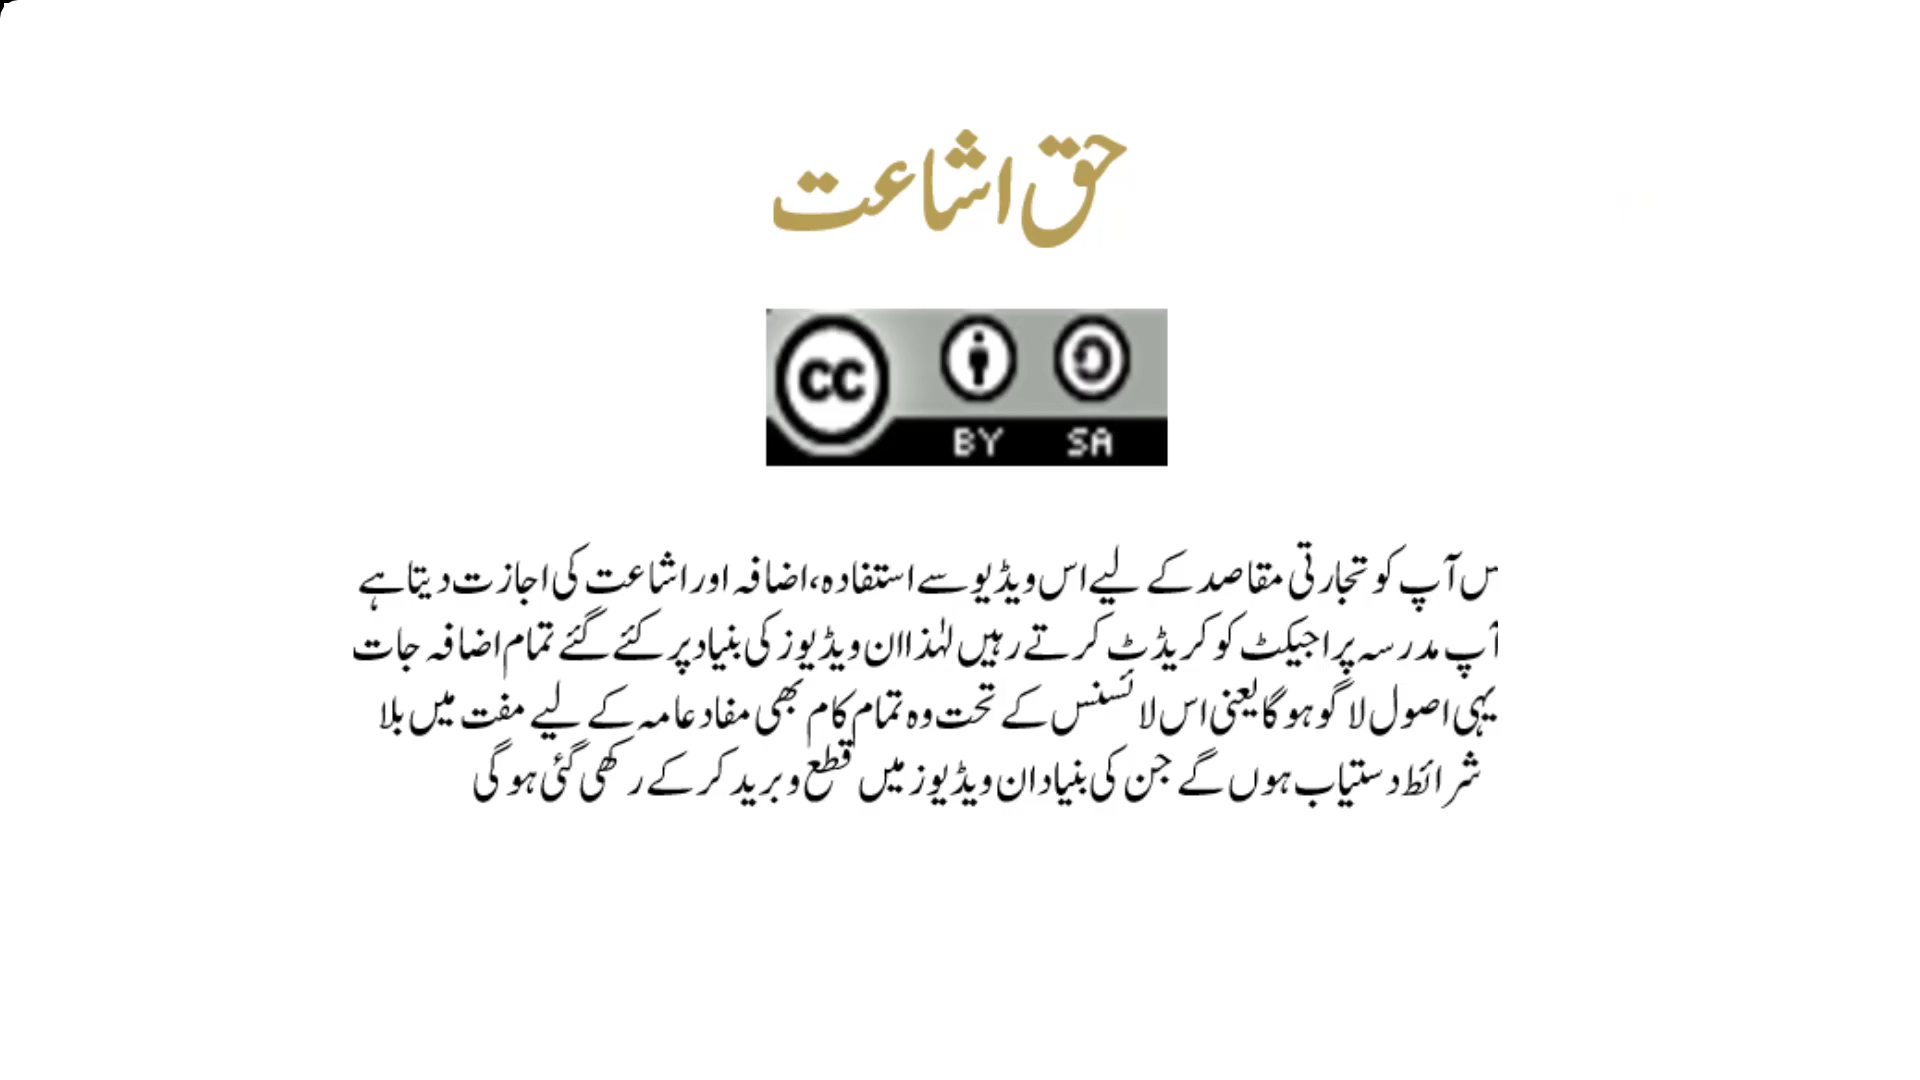 حق اشاعت
cc
BY SA
س آپ کو تجارتی مقاصد کے لیے اس ویڈیو سے استفادہ، اضافہ اور اشاعت کی اجازت دیتا ہے
آپ مدرسہ پراجیکٹ کو کریڈٹ کرتے رہیں لہٰذا ان ویڈیوز کی بنیاد پر کئے گئے تمام اضافہ جات
یہی اصول لاگو ہو گا یعنی اس لائسنس کے تحت وہ تمام کام بھی مفاد عامہ کے لیے مفت میں بلا
شرائط دستیاب ہوں گے جن کی بنیاد ان ویڈیوز میں قطع و برید کر کے رکھی گئی ہو گی